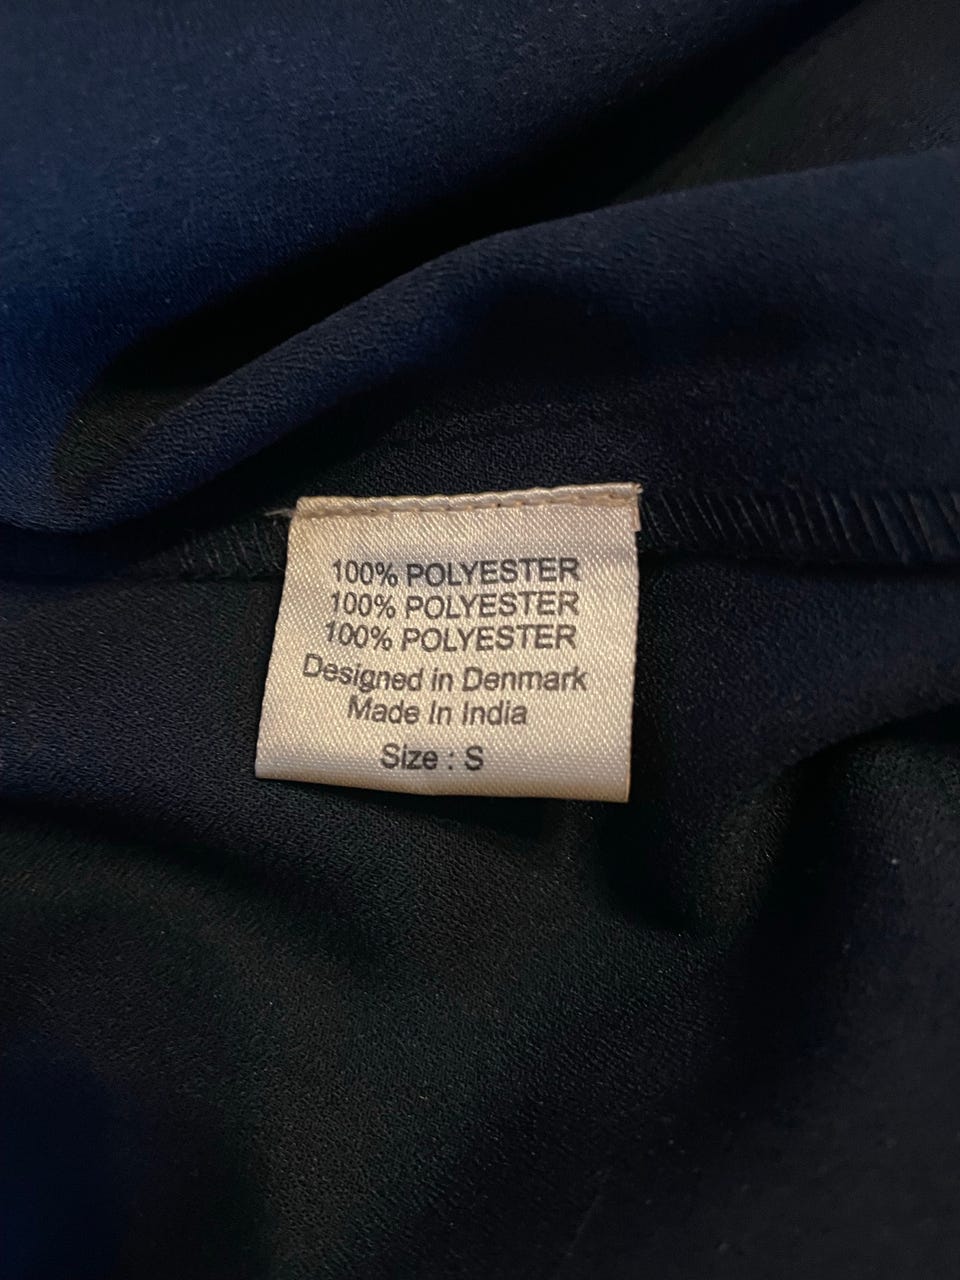 100% POLYESTER
100% POLYESTER
100% POLYESTER
Designed in Denmark
Made In India
Size : S